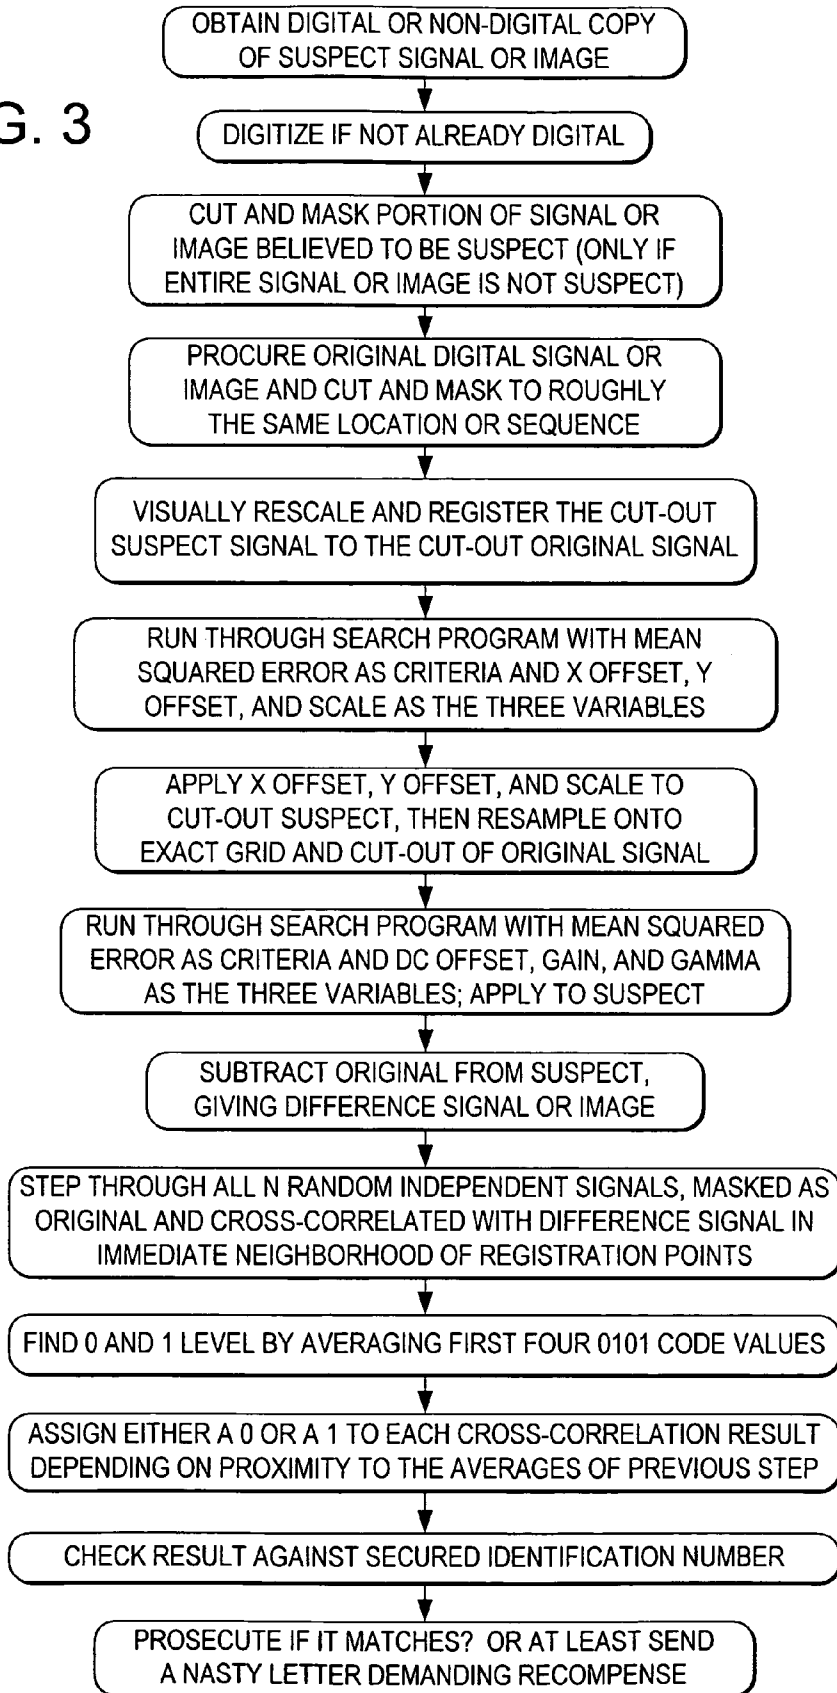 OBTAIN DIGITAL OR NON-DIGITAL COPY
OF SUSPECT SIGNAL OR IMAGE
G. 3
DIGITIZE IF NOT ALREADY DIGITAL
CUT AND MASK PORTION OF SIGNAL OR
IMAGE BELIEVED TO BE SUSPECT (ONLY IF
ENTIRE SIGNAL OR IMAGE IS NOT SUSPECT)
PROCURE ORIGINAL DIGITAL SIGNAL OR
IMAGE AND CUT AND MASK TO ROUGHLY
THE SAME LOCATION OR SEQUENCE
VISUALLY RESCALE AND REGISTER THE CUT-OUT
SUSPECT SIGNAL TO THE CUT-OUT ORIGINAL SIGNAL
RUN THROUGH SEARCH PROGRAM WITH MEAN
SQUARED ERROR AS CRITERIA AND X OFFSET, Y
OFFSET, AND SCALE AS THE THREE VARIABLES
APPLY X OFFSET, Y OFFSET, AND SCALE TO
CUT-OUT SUSPECT, THEN RESAMPLE ONTO
EXACT GRID AND CUT-OUT OF ORIGINAL SIGNAL
RUN THROUGH SEARCH PROGRAM WITH MEAN SQUARED
ERROR AS CRITERIA AND DC OFFSET, GAIN, AND GAMMA
AS THE THREE VARIABLES; APPLY TO SUSPECT
SUBTRACT ORIGINAL FROM SUSPECT,
GIVING DIFFERENCE SIGNAL OR IMAGE
STEP THROUGH ALL N RANDOM INDEPENDENT SIGNALS, MASKED AS
ORIGINAL AND CROSS-CORRELATED WITH DIFFERENCE SIGNAL IN
IMMEDIATE NEIGHBORHOOD OF REGISTRATION POINTS
FIND 0 AND 1 LEVEL BY AVERAGING FIRST FOUR 0101 CODE VALUES
ASSIGN EITHER A 0 OR A 1 TO EACH CROSS-CORRELATION RESULT
DEPENDING ON PROXIMITY TO THE AVERAGES OF PREVIOUS STEP
CHECK RESULT AGAINST SECURED IDENTIFICATION NUMBER
PROSECUTE IF IT MATCHES? OR AT LEAST SEND
A NASTY LETTER DEMANDING RECOMPENSE